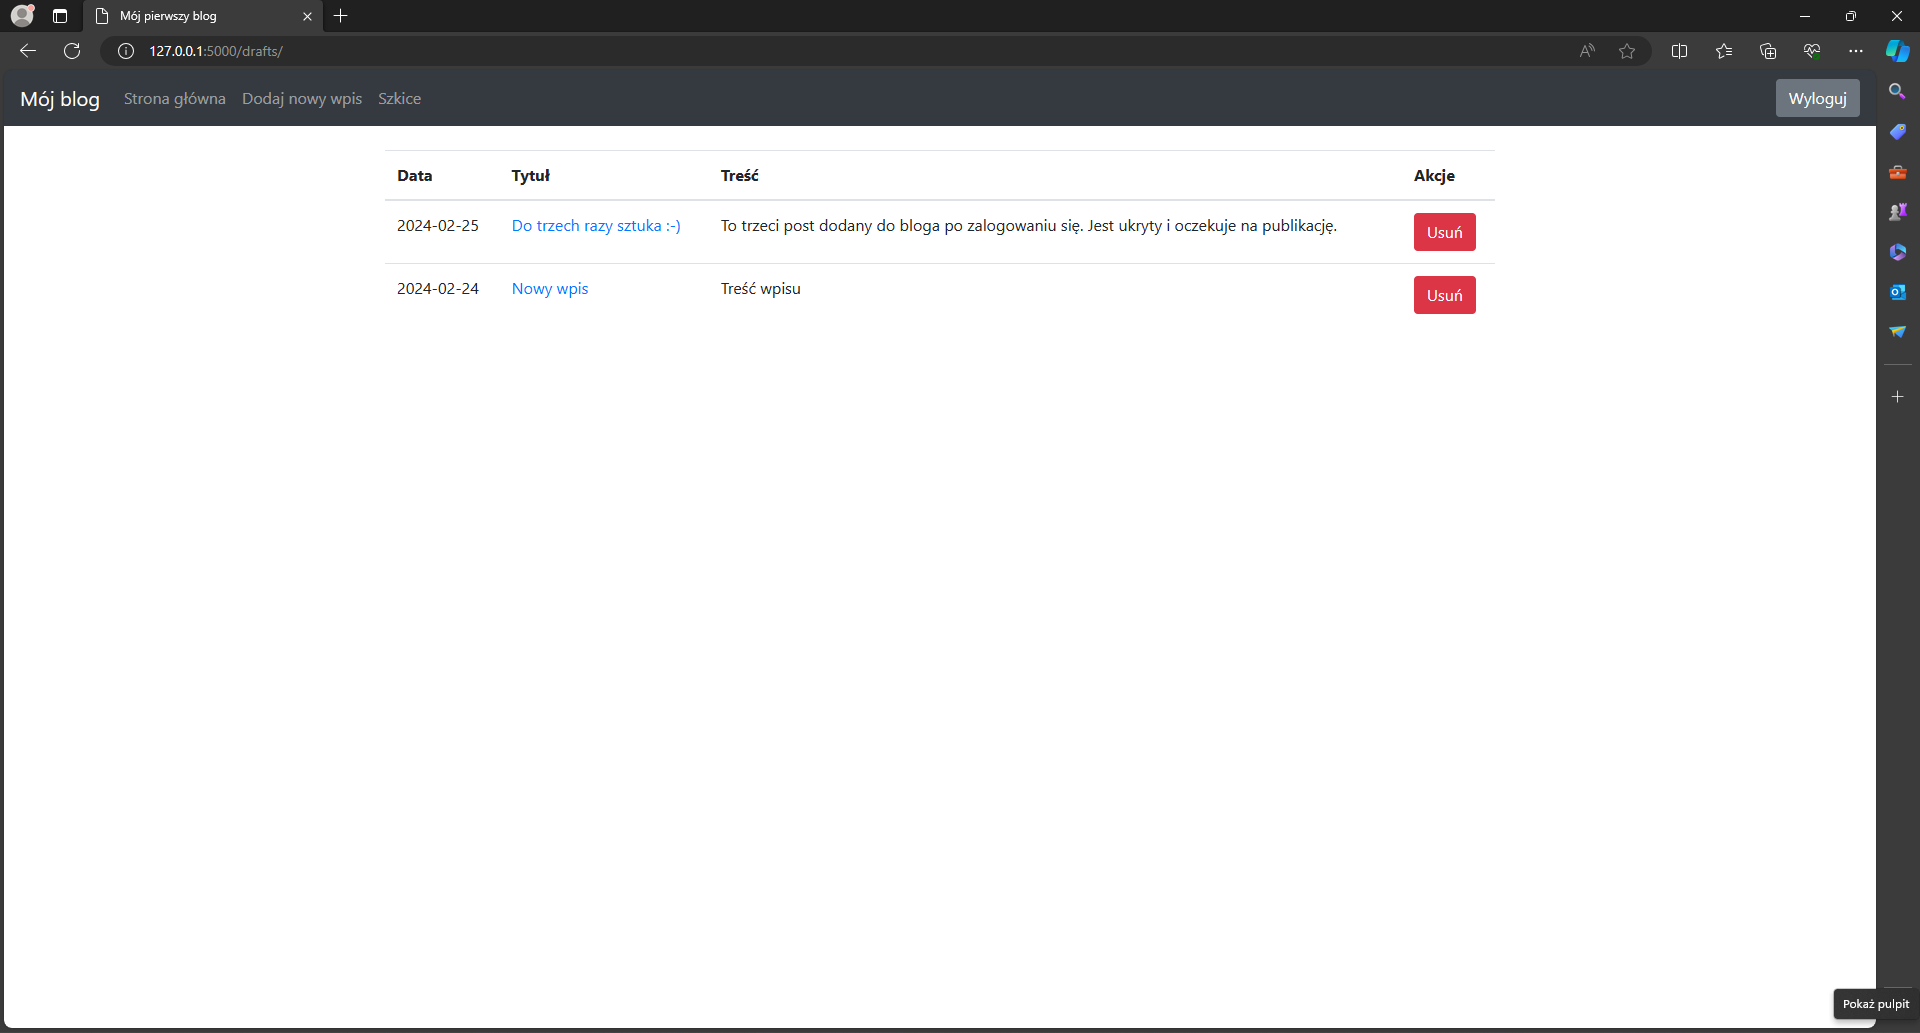 Mój pierwszy blog
127.0.0.1:5000/drafts/
Mój blog Strona główna Dodaj nowy wpis Szkice Wyloguj
Data Tytuł Treść Akcje
2024-02-25 Do trzech razy sztuka :-) To trzeci post dodany do bloga po zalogowaniu się. Jest ukryty i oczekuje na publikację. Usuń
2024-02-24 Nowy wpis Treść wpisu Usuń
Pokaż pulpit